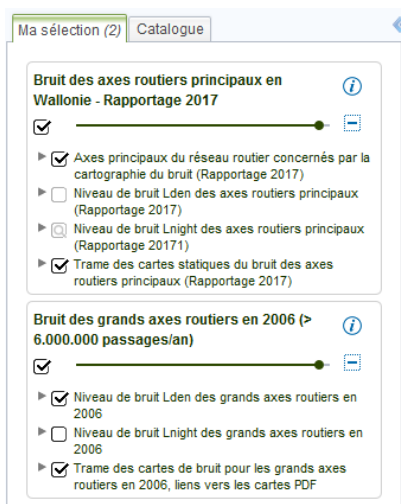 Ma sélection (2) Catalogue
Bruit des axes routiers principaux en
Wallonie - Rapportage 2017
Axes principaux du réseau routier concernés par la
cartographie du bruit (Rapportage 2017)
Niveau de bruit Lden des axes routiers principaux
(Rapportage 2017)
Niveau de bruit Lnight des axes routiers principaux
(Rapportage 20171)
Trame des cartes statiques du bruit des axes
routiers principaux (Rapportage 2017)
Bruit des grands axes routiers en 2006 (>
6.000.000 passages/an)
Niveau de bruit Lden des grands axes routiers en
2006
Niveau de bruit Lnight des grands axes routiers en
2006
Trame des cartes de bruit pour les grands axes
routiers en 2006, liens vers les cartes PDF